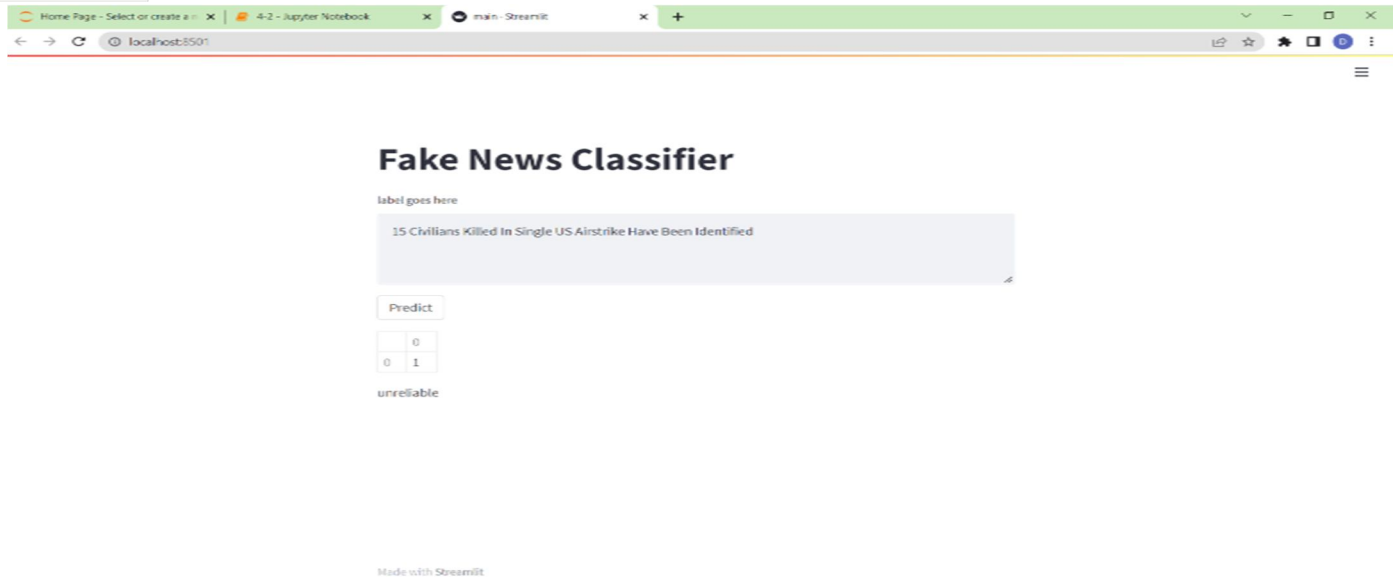 Home Page - Select or create a n
4-2 - Jupyter Notebook
main · Streamlit
localhost:8501
Fake News Classifier
label goes here
15 Civilians Killed In Single US Airstrike Have Been Identified
Predict
0
0 1
unreliable
Made with Streamlit
D